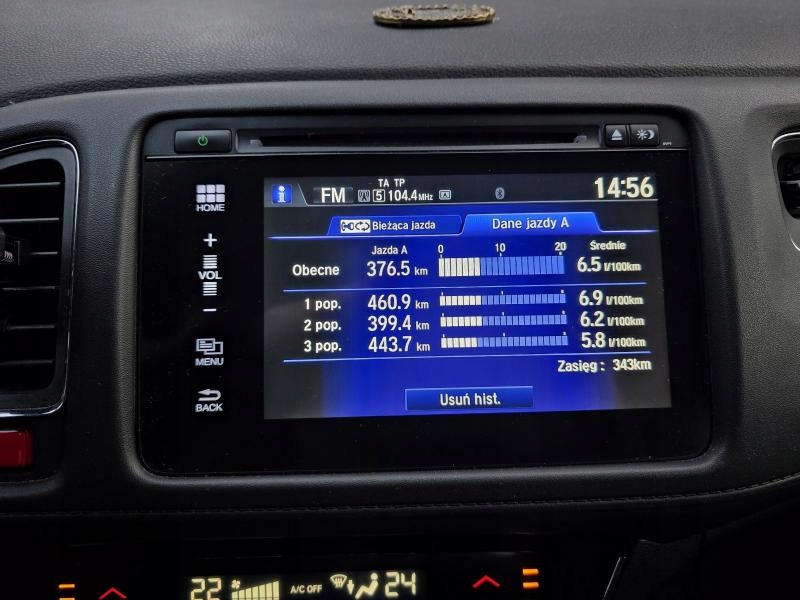 TA TP
FM 5 104.4 MHz 14:56
HOME
Bieżąca jazda Dane jazdy A
+
VOL
−
Jazda A 0 10 20 Średnie
Obecne 376.5 km 6.5 l/100km
1 pop. 460.9 km 6.9 l/100km
2 pop. 399.4 km 6.2 l/100km
3 pop. 443.7 km 5.8 l/100km
MENU
Zasięg : 343km
BACK
Usuń hist.
22 A/C OFF 24